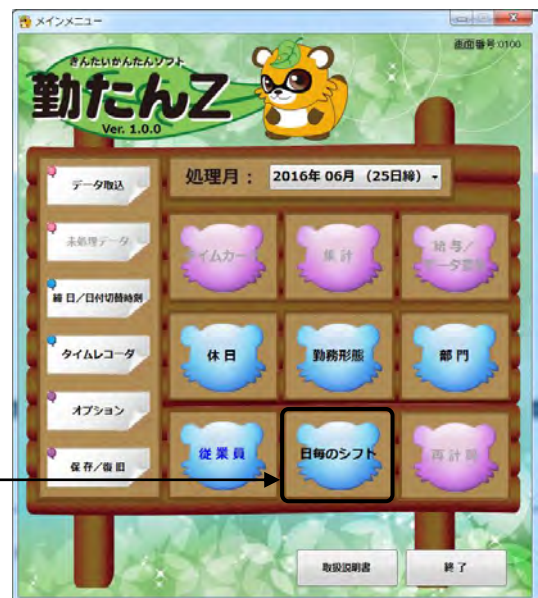 メインメニュー
画面番号:0100
きんたいかんたんソフト
勤たんZ
Ver. 1.0.0
処理月： 2016年 06月 （25日締）
データ取込
未処理データ
締日／日付切替時刻
タイムレコーダ
オプション
保存／復旧
タイムカード
集計
給与／
データ変換
休日
勤務形態
部門
従業員
日毎のシフト
再計算
取扱説明書
終了